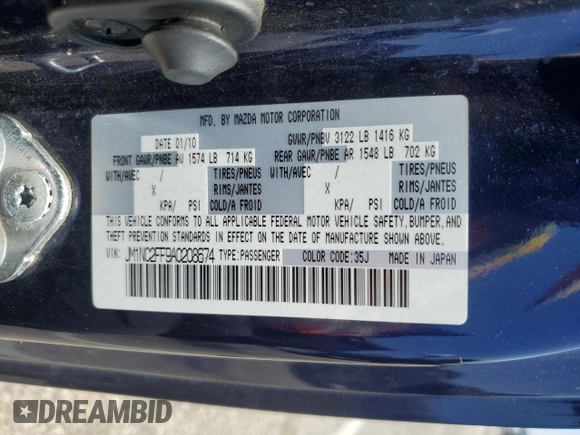 MFD. BY MAZDA MOTOR CORPORATION
DATE 01/10 GVWR/PNBV 3122 LB 1416 KG
FRONT GAWR/PNBE AV 1574 LB 714 KG REAR GAWR/PNBE AR 1548 LB 702 KG
WITH/AVEC / TIRES/PNEUS WITH/AVEC / TIRES/PNEUS
X RIMS/JANTES X RIMS/JANTES
KPA/ PSI COLD/A FROID KPA/ PSI COLD/A FROID
THIS VEHICLE CONFORMS TO ALL APPLICABLE FEDERAL MOTOR VEHICLE SAFETY, BUMPER, AND
THEFT PREVENTION STANDARDS IN EFFECT ON THE DATE OF MANUFACTURE SHOWN ABOVE.
VIN: JM1NC2FF9A0208674 TYPE:PASSENGER COLOR CODE:35J MADE IN JAPAN
DREAMBID